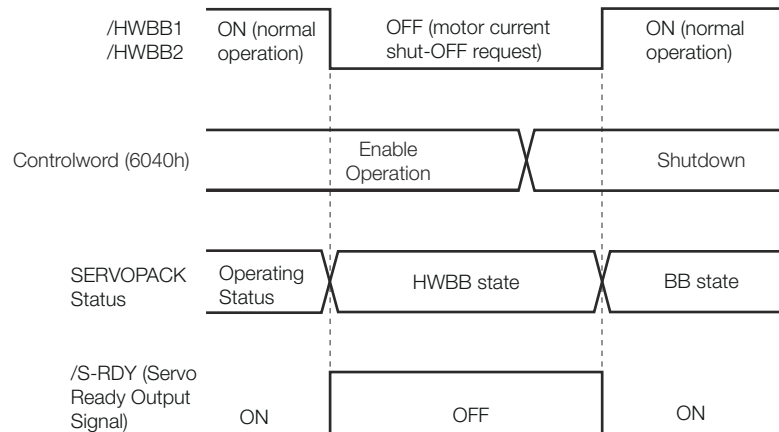 /HWBB1
/HWBB2
ON (normal
operation)
OFF (motor current
shut-OFF request)
ON (normal
operation)
Controlword (6040h)
Enable
Operation
Shutdown
SERVOPACK
Status
Operating
Status
HWBB state
BB state
/S-RDY (Servo
Ready Output
Signal)
ON
OFF
ON